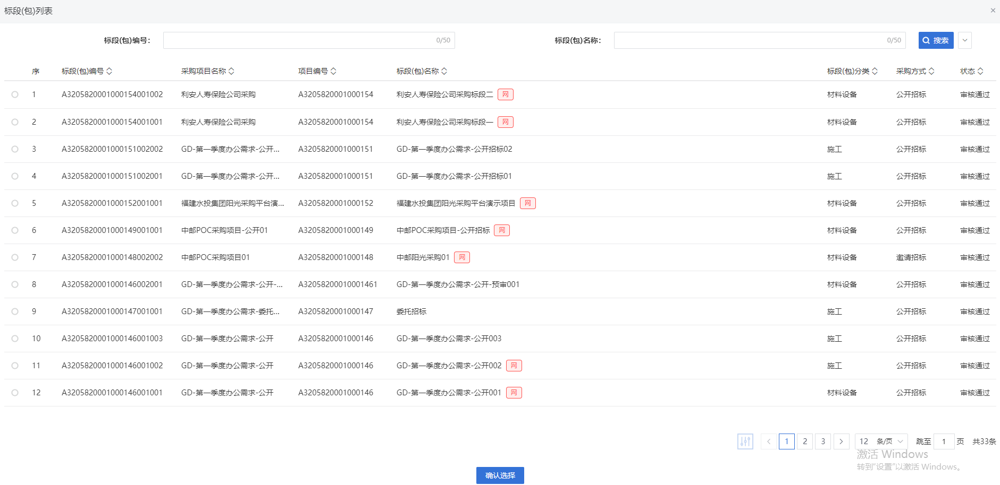 标段(包)列表
标段(包)编号： 0/50 标段(包)名称： 0/50 搜索
序 标段(包)编号 采购项目名称 项目编号 标段(包)名称 标段(包)分类 采购方式 状态
1 A3205820001000154001002 利安人寿保险公司采购 A3205820001000154 利安人寿保险公司采购标段二 网 材料设备 公开招标 审核通过
2 A3205820001000154001001 利安人寿保险公司采购 A3205820001000154 利安人寿保险公司采购标段一 网 材料设备 公开招标 审核通过
3 A3205820001000151002002 GD-第一季度办公需求-公开... A3205820001000151 GD-第一季度办公需求-公开招标02 施工 公开招标 审核通过
4 A3205820001000151002001 GD-第一季度办公需求-公开... A3205820001000151 GD-第一季度办公需求-公开招标01 施工 公开招标 审核通过
5 A3205820001000152001001 福建水投集团阳光采购平台演... A3205820001000152 福建水投集团阳光采购平台演示项目 网 材料设备 公开招标 审核通过
6 A3205820001000149001001 中邮POC采购项目-公开01 A3205820001000149 中邮POC采购项目-公开招标 网 材料设备 公开招标 审核通过
7 A3205820001000148002002 中邮POC采购项目01 A3205820001000148 中邮阳光采购01 网 材料设备 邀请招标 审核通过
8 A3205820001000146002001 GD-第一季度办公需求-公开-... A32058200010001461 GD-第一季度办公需求-公开-预审001 材料设备 公开招标 审核通过
9 A3205820001000147001001 GD-第一季度办公需求-委托... A3205820001000147 委托招标 施工 公开招标 审核通过
10 A3205820001000146001003 GD-第一季度办公需求-公开 A3205820001000146 GD-第一季度办公需求-公开003 施工 公开招标 审核通过
11 A3205820001000146001002 GD-第一季度办公需求-公开 A3205820001000146 GD-第一季度办公需求-公开002 网 施工 公开招标 审核通过
12 A3205820001000146001001 GD-第一季度办公需求-公开 A3205820001000146 GD-第一季度办公需求-公开001 网 材料设备 公开招标 审核通过
1 2 3 12 条/页 跳至 1 页 共33条
激活 Windows
转到"设置"以激活 Windows。
确认选择